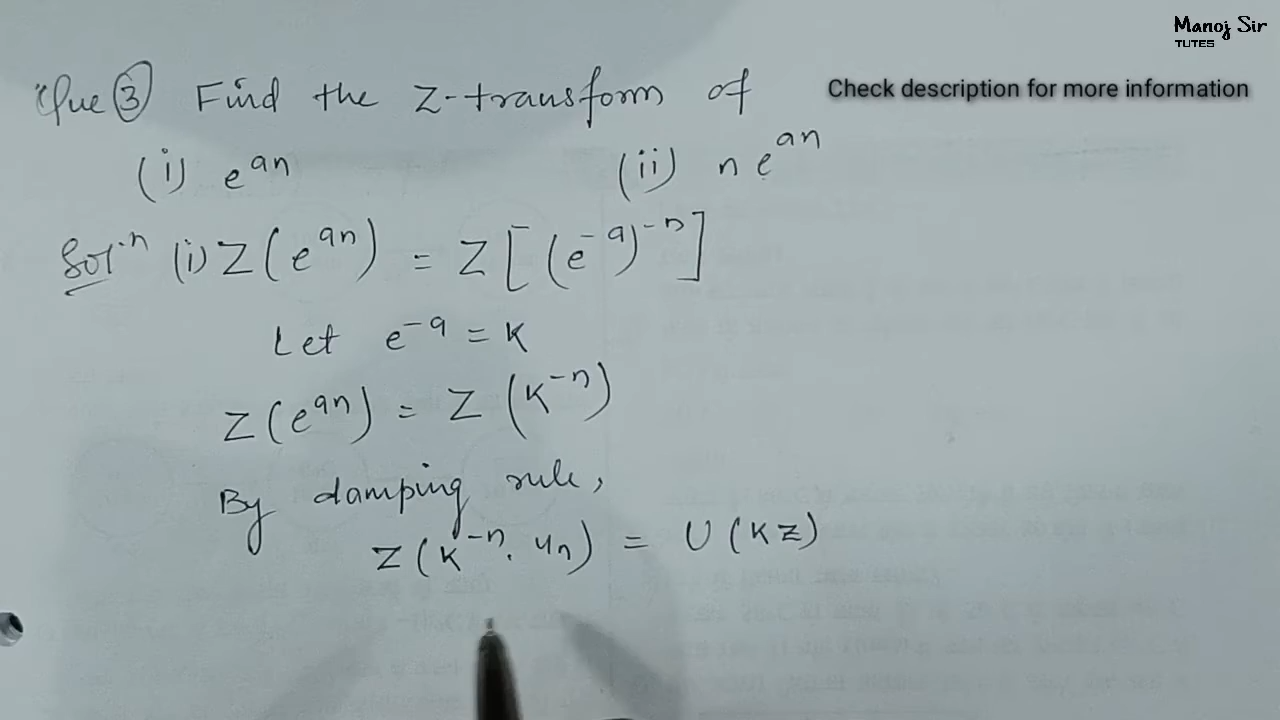 Manoj Sir
TUTES
Que ③ Find the Z-transform of
Check description for more information
(i) e^{an} (ii) n e^{an}
Sol.ⁿ (i) Z(e^{an}) = Z[(e^{-a})^{-n}]
Let e^{-a} = K
Z(e^{an}) = Z(K^{-n})
By damping rule,
Z(K^{-n}. u_n) = U(KZ)